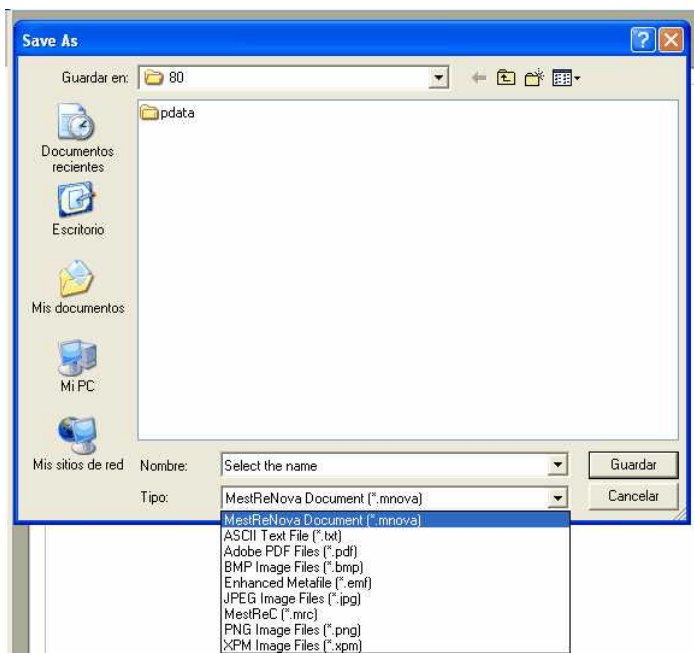 Save As
Guardar en: 80
pdata
Documentos
recientes
Escritorio
Mis documentos
Mi PC
Mis sitios de red
Nombre: Select the name Guardar
Tipo: MestReNova Document (*.mnova) Cancelar
MestReNova Document (*.mnova)
ASCII Text File (*.txt)
Adobe PDF Files (*.pdf)
BMP Image Files (*.bmp)
Enhanced Metafile (*.emf)
JPEG Image Files (*.jpg)
MestReC (*.mrc)
PNG Image Files (*.png)
XPM Image Files (*.xpm)